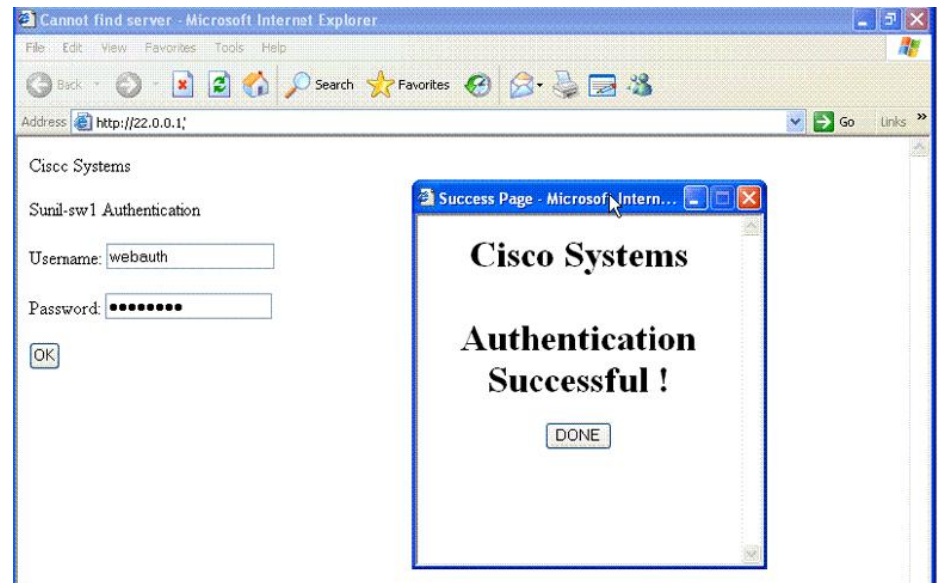 Cannot find server - Microsoft Internet Explorer
File Edit View Favorites Tools Help
Back Search Favorites
Address http://22.0.0.1; Go Links »
Ciscc Systems
Sunil-sw1 Authentication
Username: webauth
Password: ●●●●●●●●
OK
Success Page - Microsoft Intern...
Cisco Systems
Authentication
Successful !
DONE